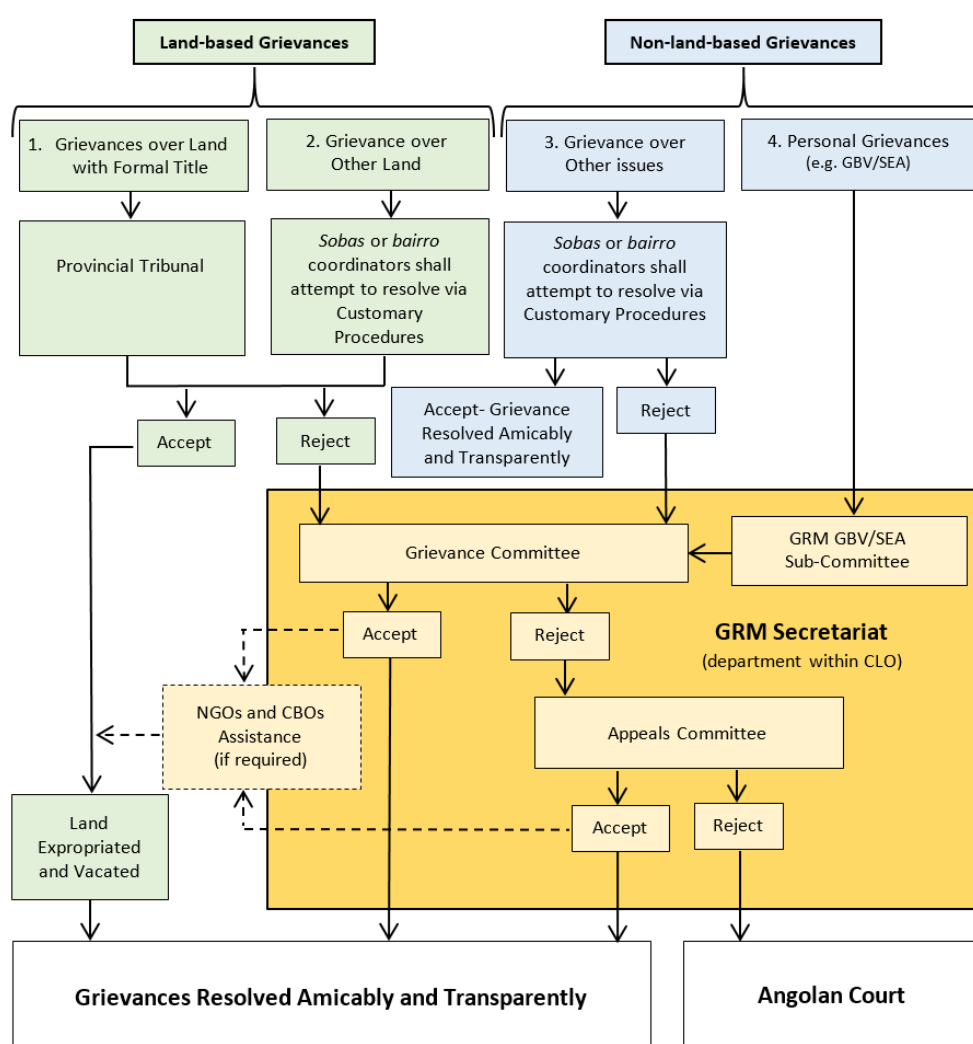 Land-based Grievances
Non-land-based Grievances
1. Grievances over Land
with Formal Title
2. Grievance over
Other Land
3. Grievance over
Other issues
4. Personal Grievances
(e.g. GBV/SEA)
Provincial Tribunal
Sobas or bairro
coordinators shall
attempt to resolve via
Customary
Procedures
Sobas or bairro
coordinators shall
attempt to resolve via
Customary Procedures
Accept
Reject
Accept- Grievance
Resolved Amicably
and Transparently
Reject
Grievance Committee
GRM GBV/SEA
Sub-Committee
Accept
Reject
GRM Secretariat
(department within CLO)
NGOs and CBOs
Assistance
(if required)
Appeals Committee
Land
Expropriated
and Vacated
Accept
Reject
Grievances Resolved Amicably and Transparently
Angolan Court